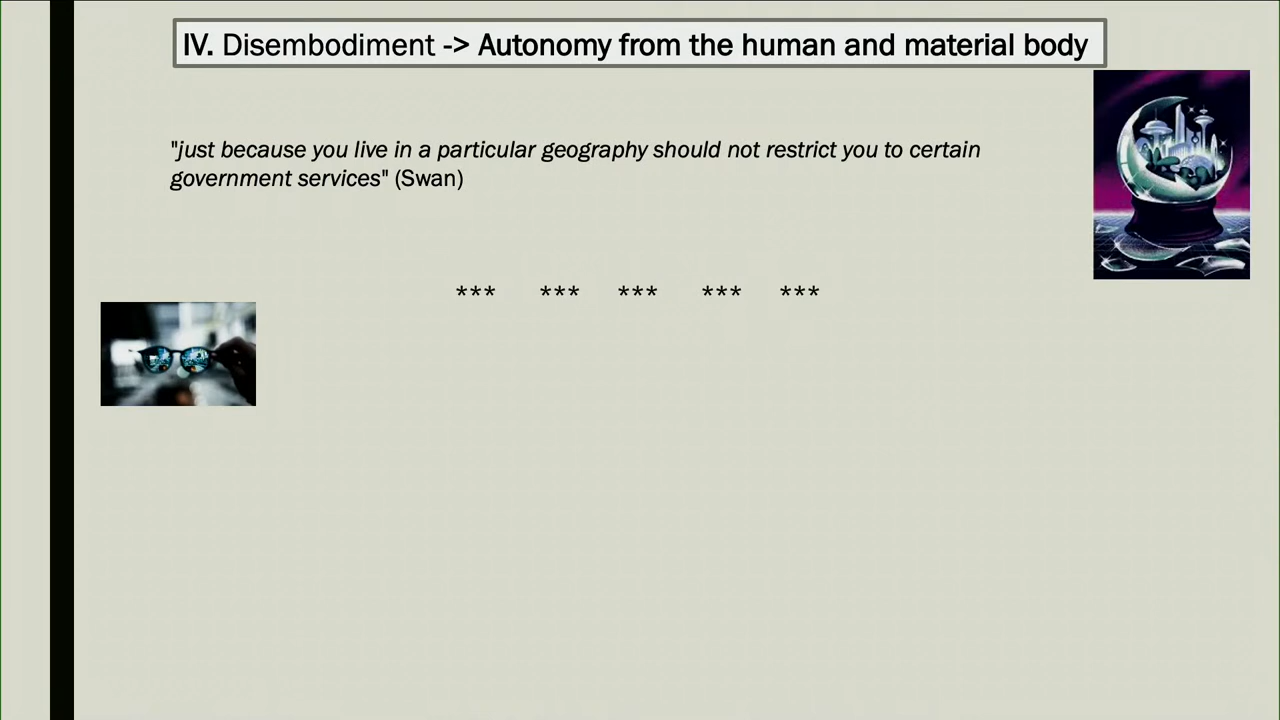 IV. Disembodiment -> Autonomy from the human and material body
"just because you live in a particular geography should not restrict you to certain
government services" (Swan)
*** *** *** *** ***